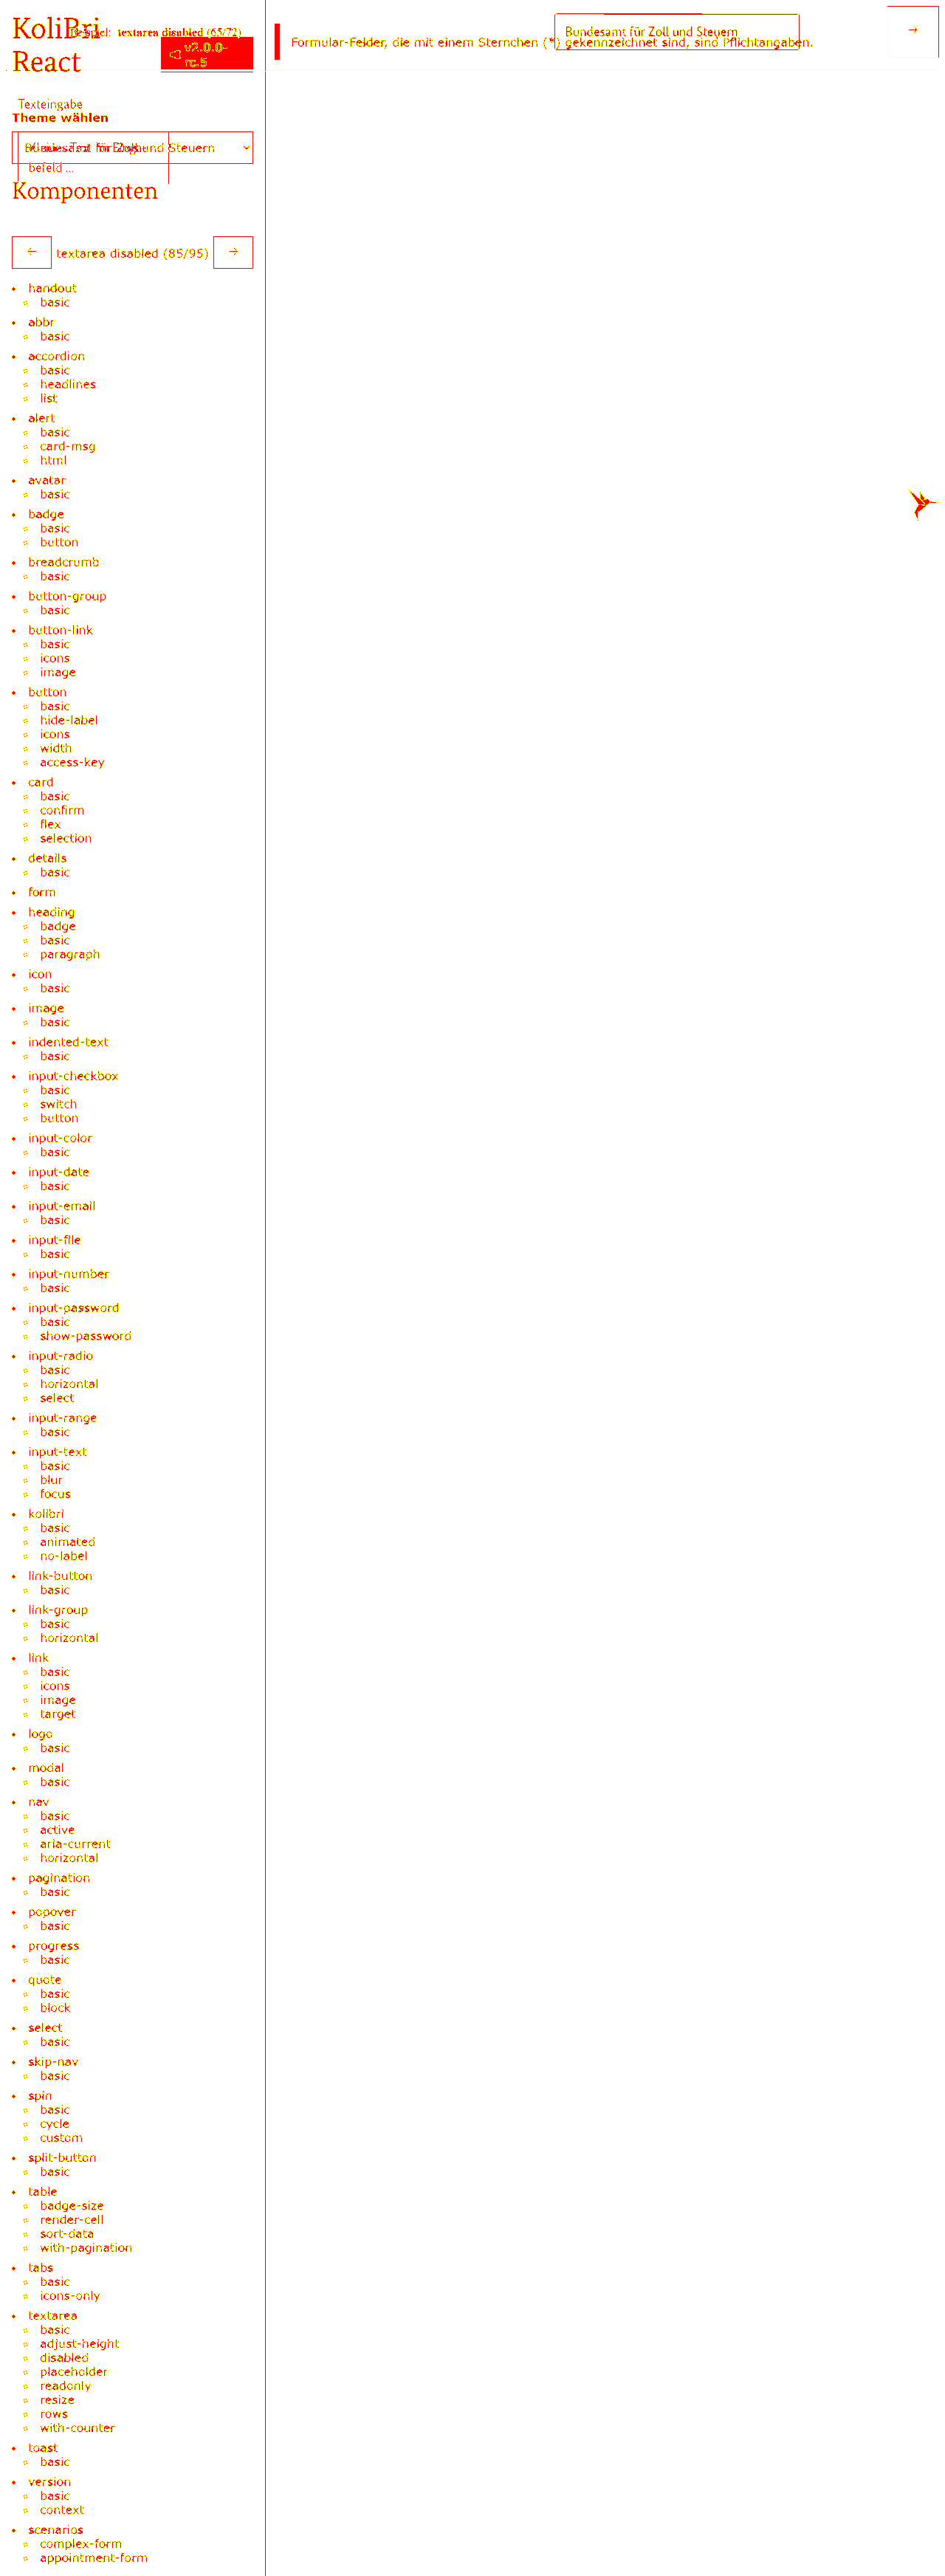 KoliBri
textarea disabled (65/72)
React
v2.0.0-
rc.5
Bundesamt für Zoll und Steuern
→
Formular-Felder, die mit einem Sternchen (*) gekennzeichnet sind, sind Pflichtangaben.
Texteingabe
Theme wählen
Bundesamt für Zoll und Steuern
befeld ...
Komponenten
← textarea disabled (85/95) →
handout
basic
abbr
basic
accordion
basic
headlines
list
alert
basic
card-msg
html
avatar
basic
badge
basic
button
breadcrumb
basic
button-group
basic
button-link
basic
icons
image
button
basic
hide-label
icons
width
access-key
card
basic
confirm
flex
selection
details
basic
form
heading
badge
basic
paragraph
icon
basic
image
basic
indented-text
basic
input-checkbox
basic
switch
button
input-color
basic
input-date
basic
input-email
basic
input-file
basic
input-number
basic
input-password
basic
show-password
input-radio
basic
horizontal
select
input-range
basic
input-text
basic
blur
focus
kolibri
basic
animated
no-label
link-button
basic
link-group
basic
horizontal
link
basic
icons
image
target
logo
basic
modal
basic
nav
basic
active
aria-current
horizontal
pagination
basic
popover
basic
progress
basic
quote
basic
block
select
basic
skip-nav
basic
spin
basic
cycle
custom
split-button
basic
table
badge-size
render-cell
sort-data
with-pagination
tabs
basic
icons-only
textarea
basic
adjust-height
disabled
placeholder
readonly
resize
rows
with-counter
toast
basic
version
basic
context
scenarios
complex-form
appointment-form